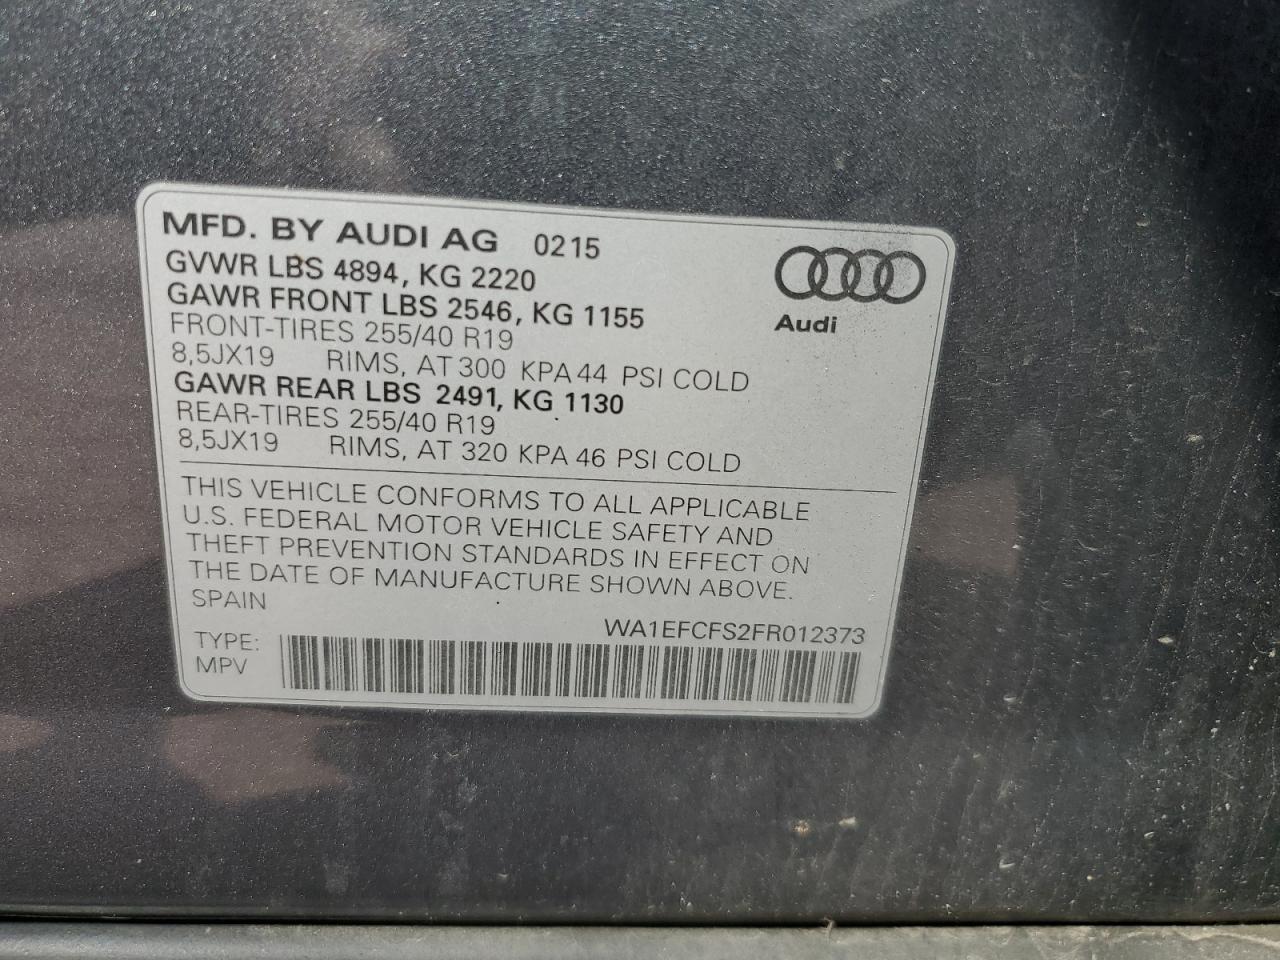 MFD. BY AUDI AG 0215
GVWR LBS 4894, KG 2220
GAWR FRONT LBS 2546, KG 1155
FRONT-TIRES 255/40 R19
8,5JX19 RIMS, AT 300 KPA 44 PSI COLD
GAWR REAR LBS 2491, KG 1130
REAR-TIRES 255/40 R19
8,5JX19 RIMS, AT 320 KPA 46 PSI COLD
Audi
THIS VEHICLE CONFORMS TO ALL APPLICABLE
U.S. FEDERAL MOTOR VEHICLE SAFETY AND
THEFT PREVENTION STANDARDS IN EFFECT ON
THE DATE OF MANUFACTURE SHOWN ABOVE.
SPAIN
WA1EFCFS2FR012373
TYPE:
MPV